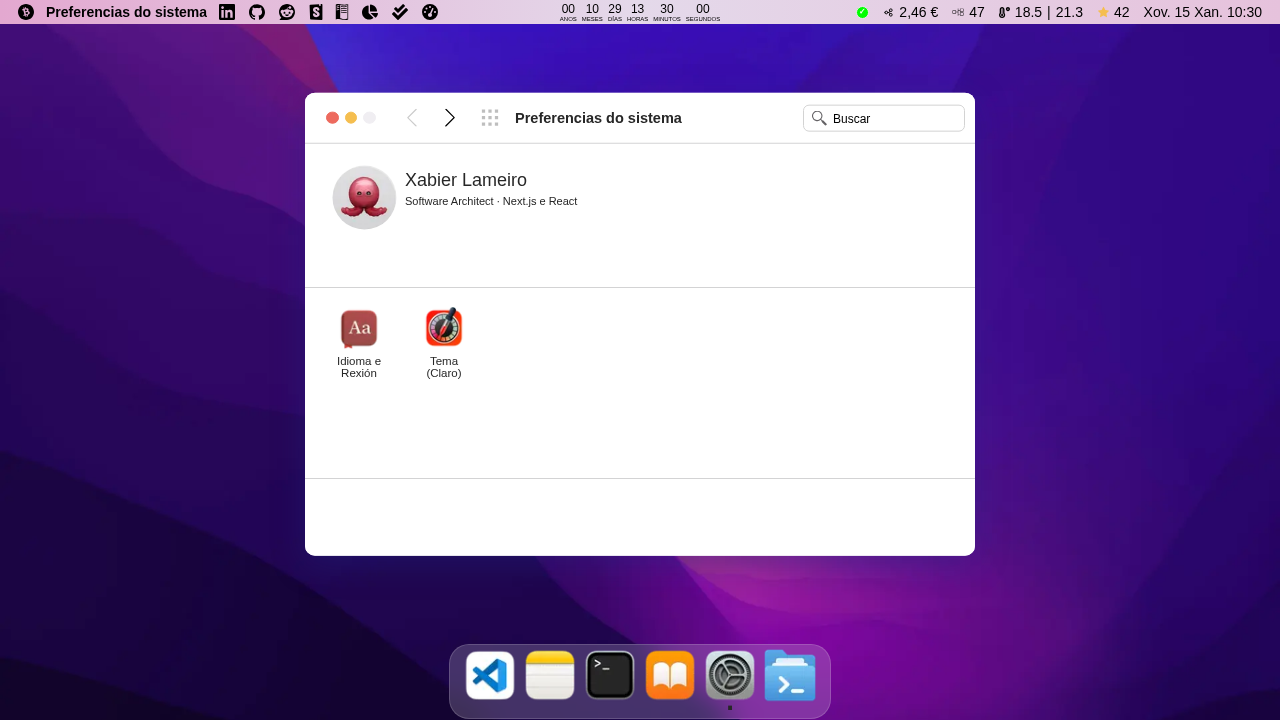 Preferencias do sistema
00 10 29 13 30 00
ANOS MESES DÍAS HORAS MINUTOS SEGUNDOS
2,46 € 47 18.5 | 21.3 42 Xov. 15 Xan. 10:30
Preferencias do sistema
Buscar
Xabier Lameiro
Software Architect · Next.js e React
Aa
Idioma e
Rexión
Tema
(Claro)
>_
>_